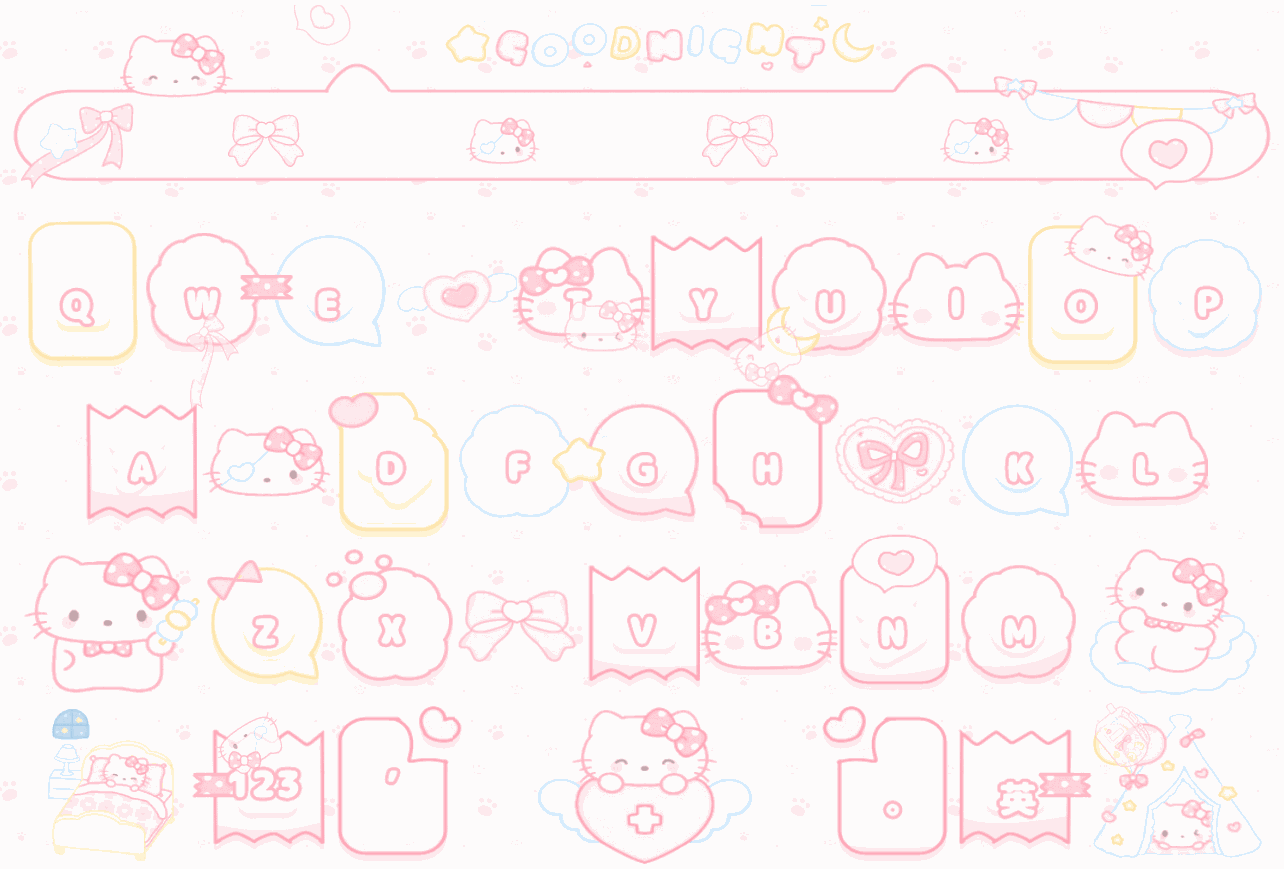 GOODNIGHT
Q W E T Y U I O P
A D F G H K L
Z X V B N M
123 ， 。 英